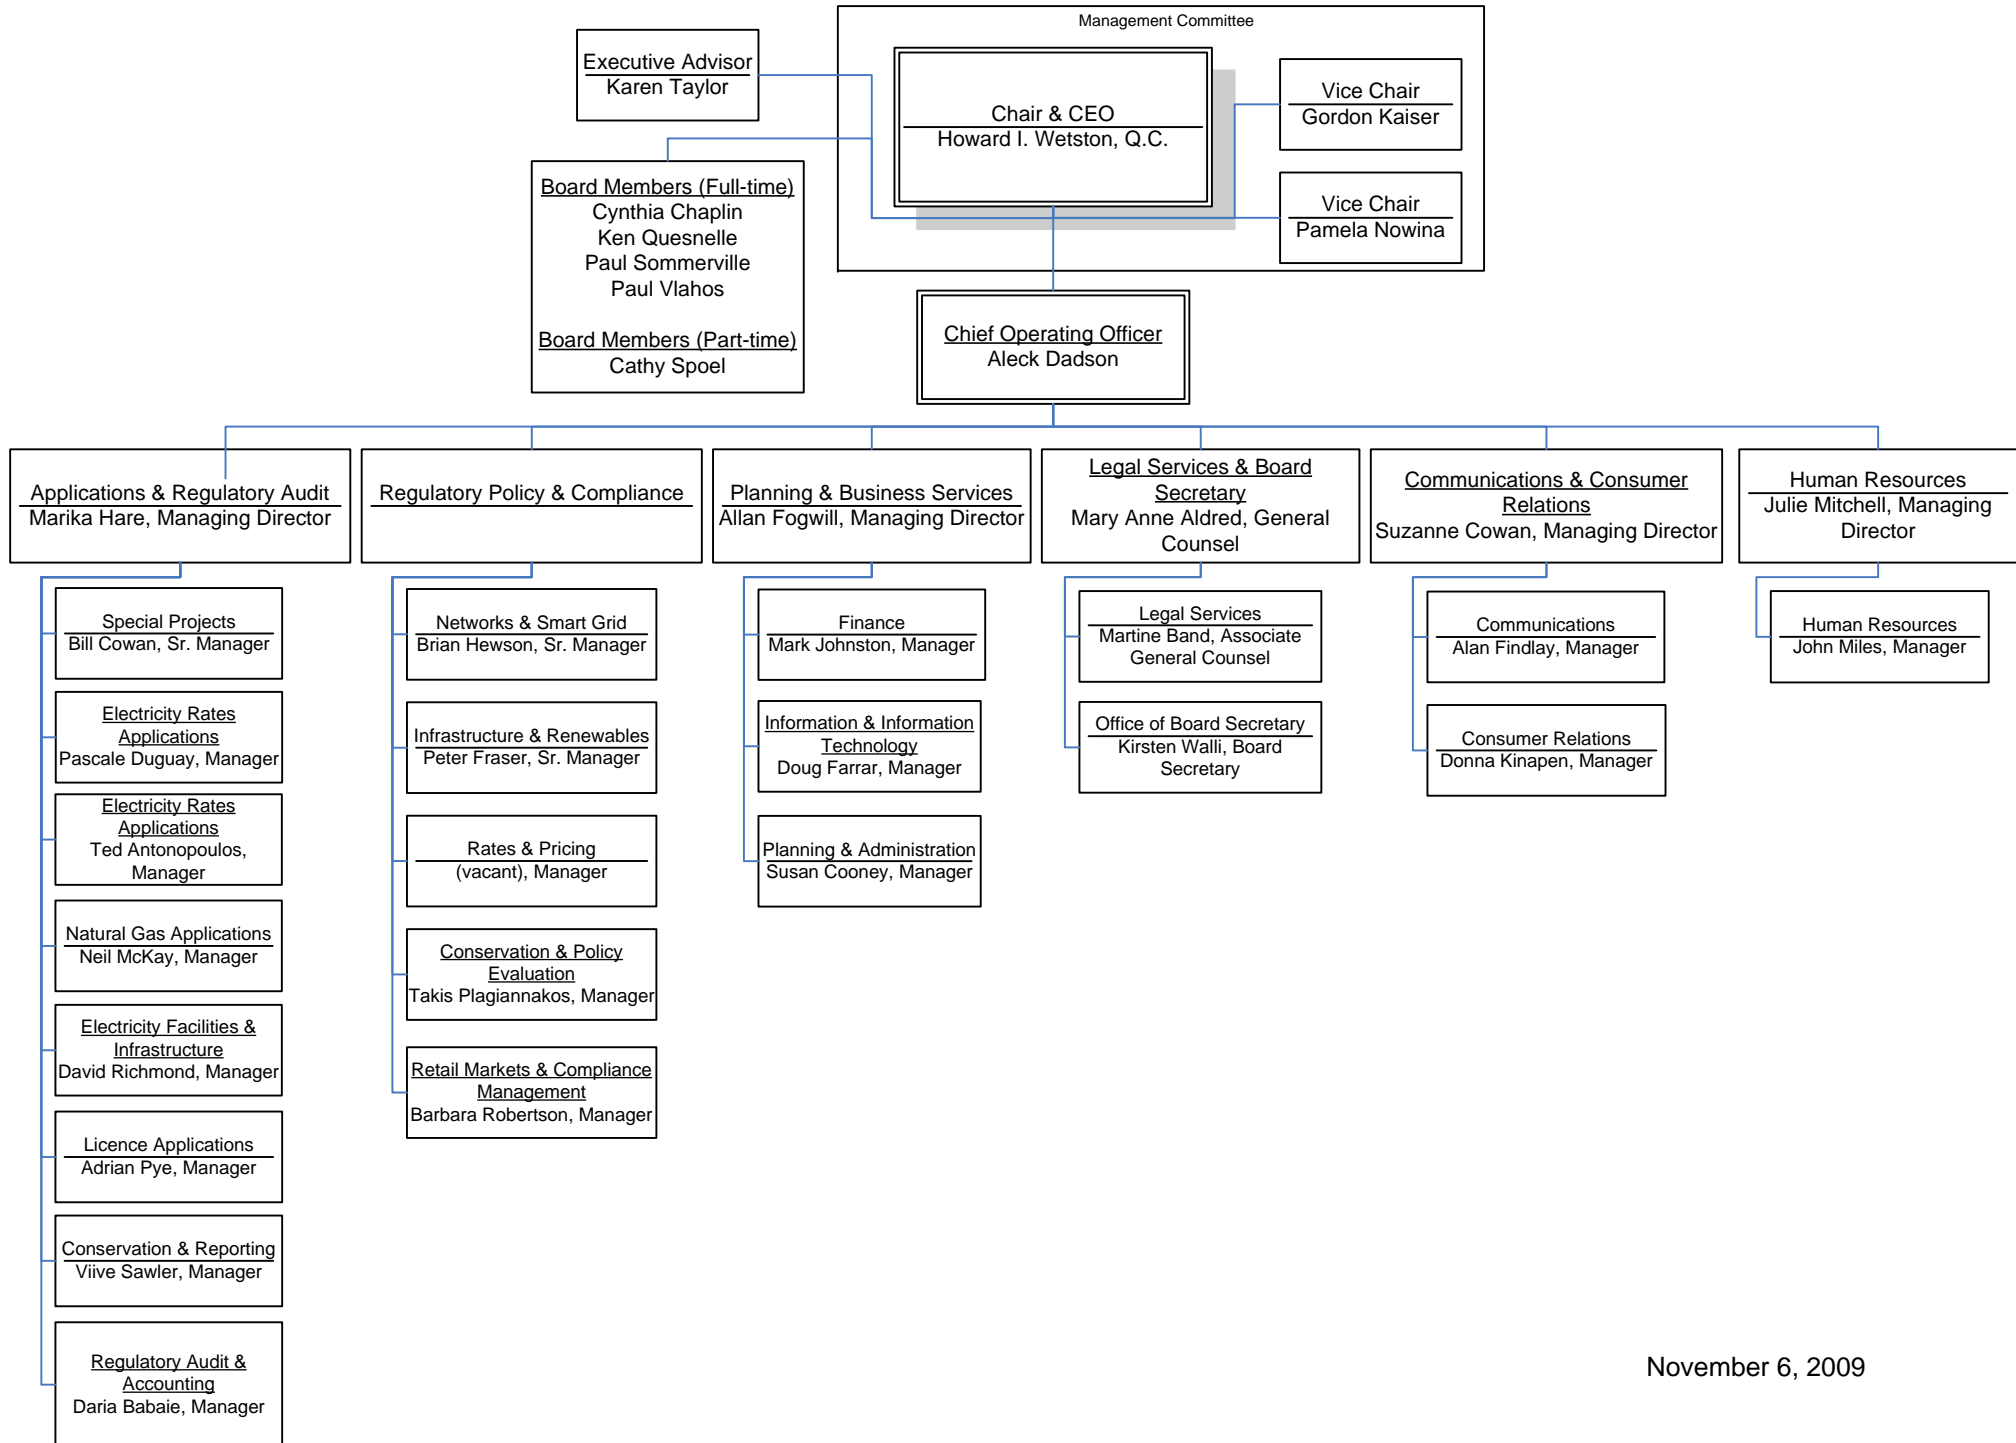 Management Committee
Executive Advisor
Karen Taylor
Chair & CEO
Howard I. Wetston, Q.C.
Vice Chair
Gordon Kaiser
Vice Chair
Pamela Nowina
Board Members (Full-time)
Cynthia Chaplin
Ken Quesnelle
Paul Sommerville
Paul Vlahos
Board Members (Part-time)
Cathy Spoel
Chief Operating Officer
Aleck Dadson
Applications & Regulatory Audit
Marika Hare, Managing Director
Regulatory Policy & Compliance
Planning & Business Services
Allan Fogwill, Managing Director
Legal Services & Board
Secretary
Mary Anne Aldred, General
Counsel
Communications & Consumer
Relations
Suzanne Cowan, Managing Director
Human Resources
Julie Mitchell, Managing
Director
Special Projects
Bill Cowan, Sr. Manager
Electricity Rates
Applications
Pascale Duguay, Manager
Electricity Rates
Applications
Ted Antonopoulos,
Manager
Natural Gas Applications
Neil McKay, Manager
Electricity Facilities &
Infrastructure
David Richmond, Manager
Licence Applications
Adrian Pye, Manager
Conservation & Reporting
Viive Sawler, Manager
Regulatory Audit &
Accounting
Daria Babaie, Manager
Networks & Smart Grid
Brian Hewson, Sr. Manager
Infrastructure & Renewables
Peter Fraser, Sr. Manager
Rates & Pricing
(vacant), Manager
Conservation & Policy
Evaluation
Takis Plagiannakos, Manager
Retail Markets & Compliance
Management
Barbara Robertson, Manager
Finance
Mark Johnston, Manager
Information & Information
Technology
Doug Farrar, Manager
Planning & Administration
Susan Cooney, Manager
Legal Services
Martine Band, Associate
General Counsel
Office of Board Secretary
Kirsten Walli, Board
Secretary
Communications
Alan Findlay, Manager
Consumer Relations
Donna Kinapen, Manager
Human Resources
John Miles, Manager
November 6, 2009